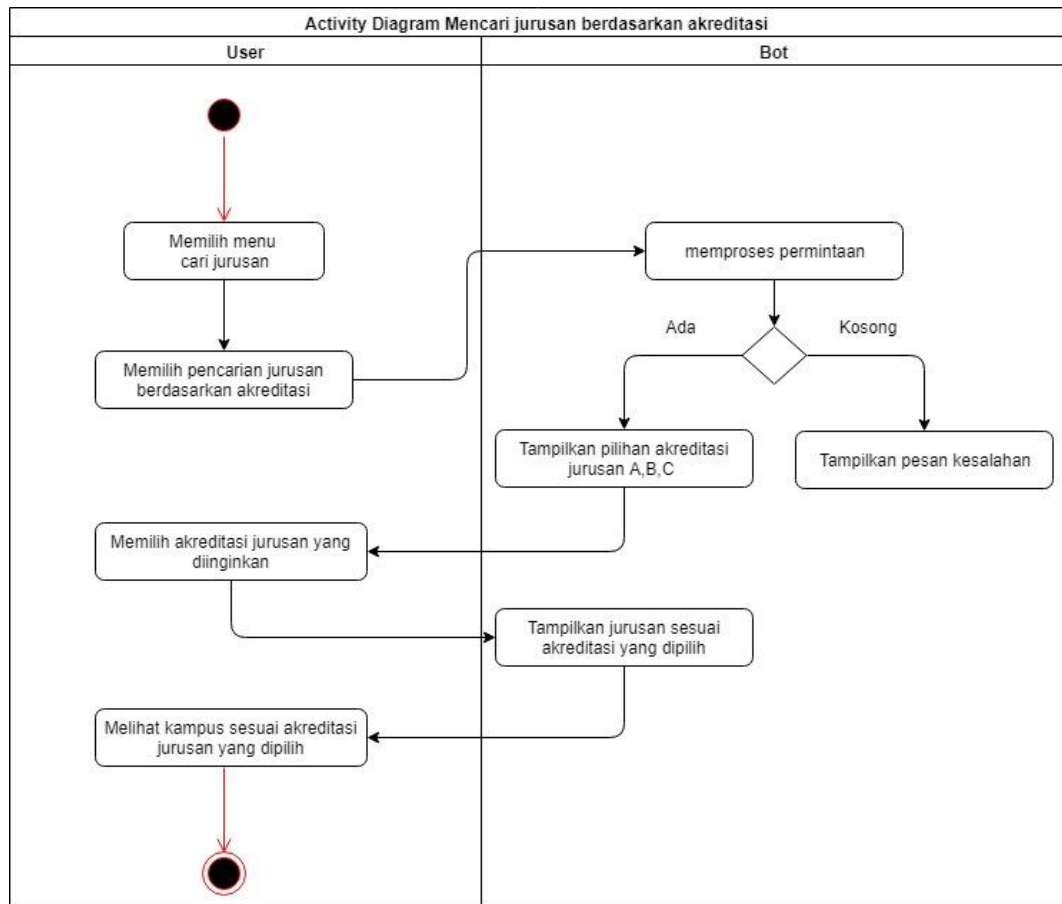 Activity Diagram Mencari jurusan berdasarkan akreditasi
User
Bot
Memilih menu
cari jurusan
memproses permintaan
Ada
Kosong
Memilih pencarian jurusan
berdasarkan akreditasi
Tampilkan pilihan akreditasi
jurusan A,B,C
Tampilkan pesan kesalahan
Memilih akreditasi jurusan yang
diinginkan
Tampilkan jurusan sesuai
akreditasi yang dipilih
Melihat kampus sesuai akreditasi
jurusan yang dipilih